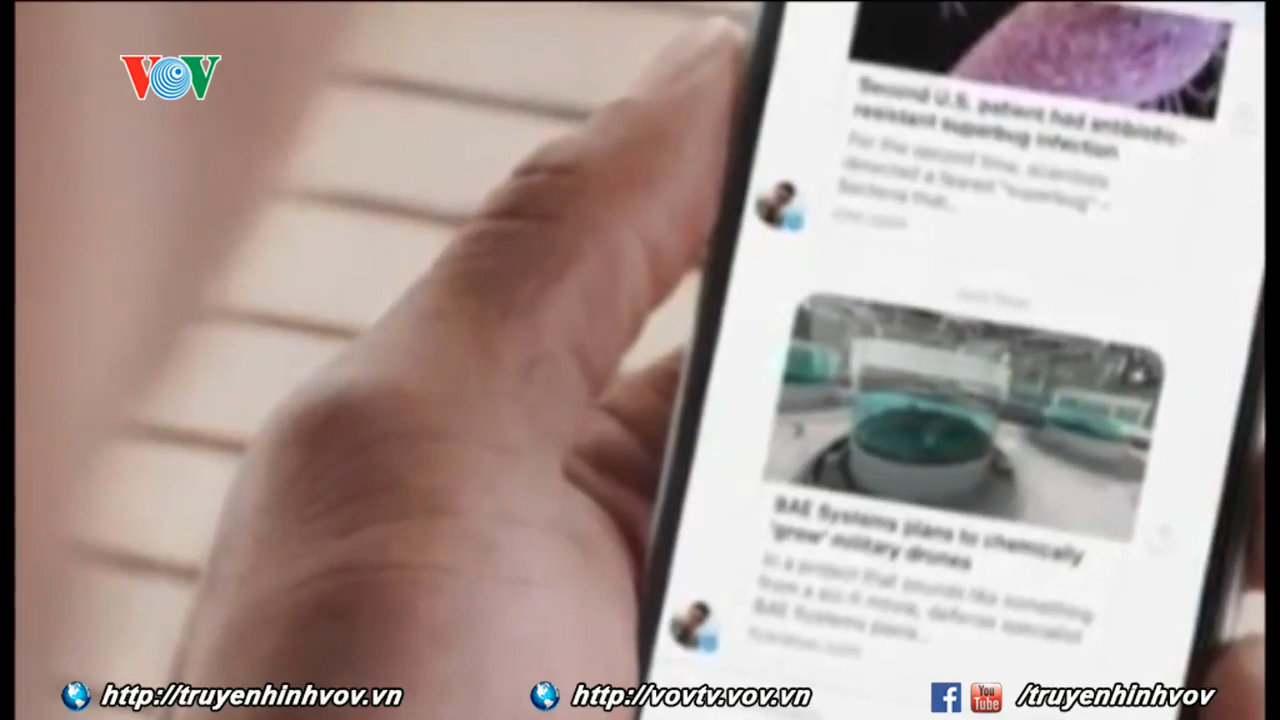 VOV
Second U.S. patient had antibiotic-
resistant superbug infection
For the second time, scientists
detected a feared "superbug" –
bacteria that...
BAE Systems plans to chemically
'grow' military drones
In a project that sounds like something
from a sci-fi movie, defense specialist
BAE Systems plans...
http://truyenhinhvov.vn
http://vovtv.vov.vn
You
Tube
/truyenhinhvov